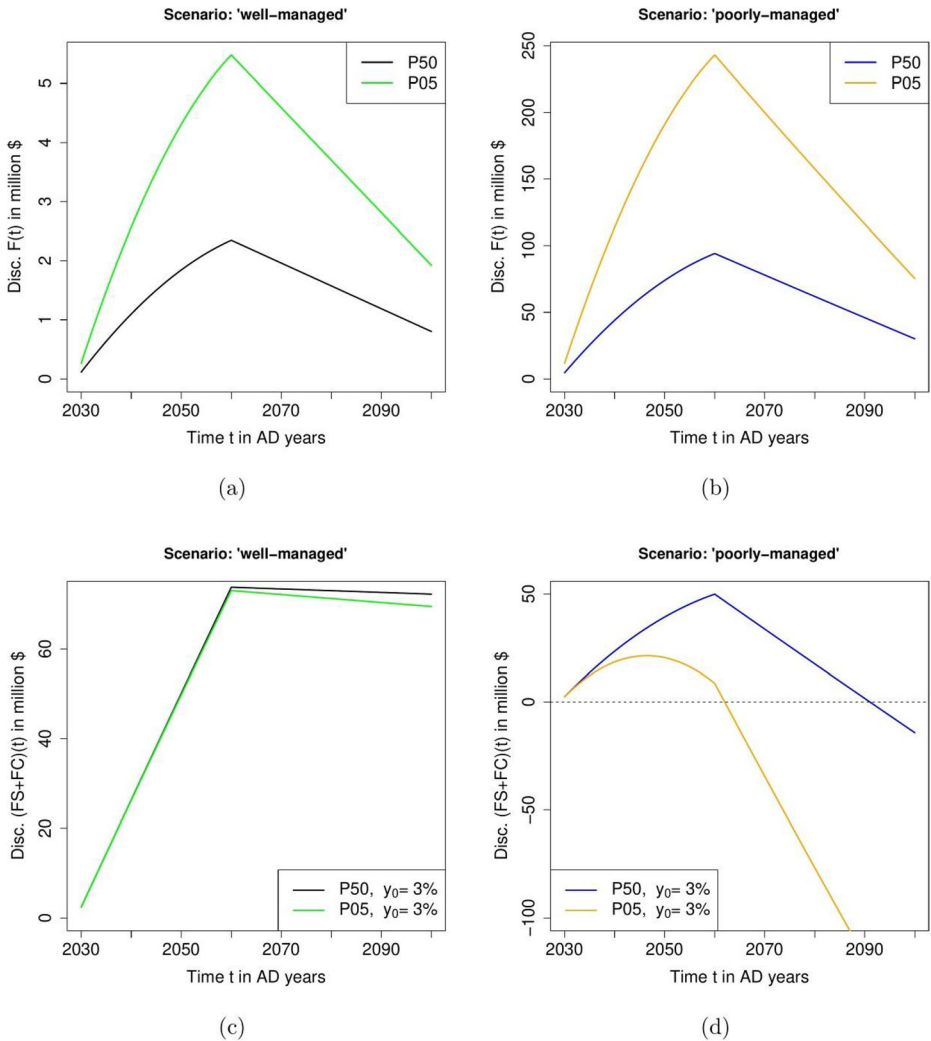 Scenario: 'well−managed'
Disc. F(t) in million $
5
4
3
2
1
0
P50
P05
2030 2050 2070 2090
Time t in AD years
(a)
Scenario: 'poorly−managed'
Disc. F(t) in million $
250
200
150
100
50
0
P50
P05
2030 2050 2070 2090
Time t in AD years
(b)
Scenario: 'well−managed'
Disc. (FS+FC)(t) in million $
60
40
20
0
P50, y₀= 3%
P05, y₀= 3%
2030 2050 2070 2090
Time t in AD years
(c)
Scenario: 'poorly−managed'
Disc. (FS+FC)(t) in million $
50
0
−50
−100
P50, y₀= 3%
P05, y₀= 3%
2030 2050 2070 2090
Time t in AD years
(d)